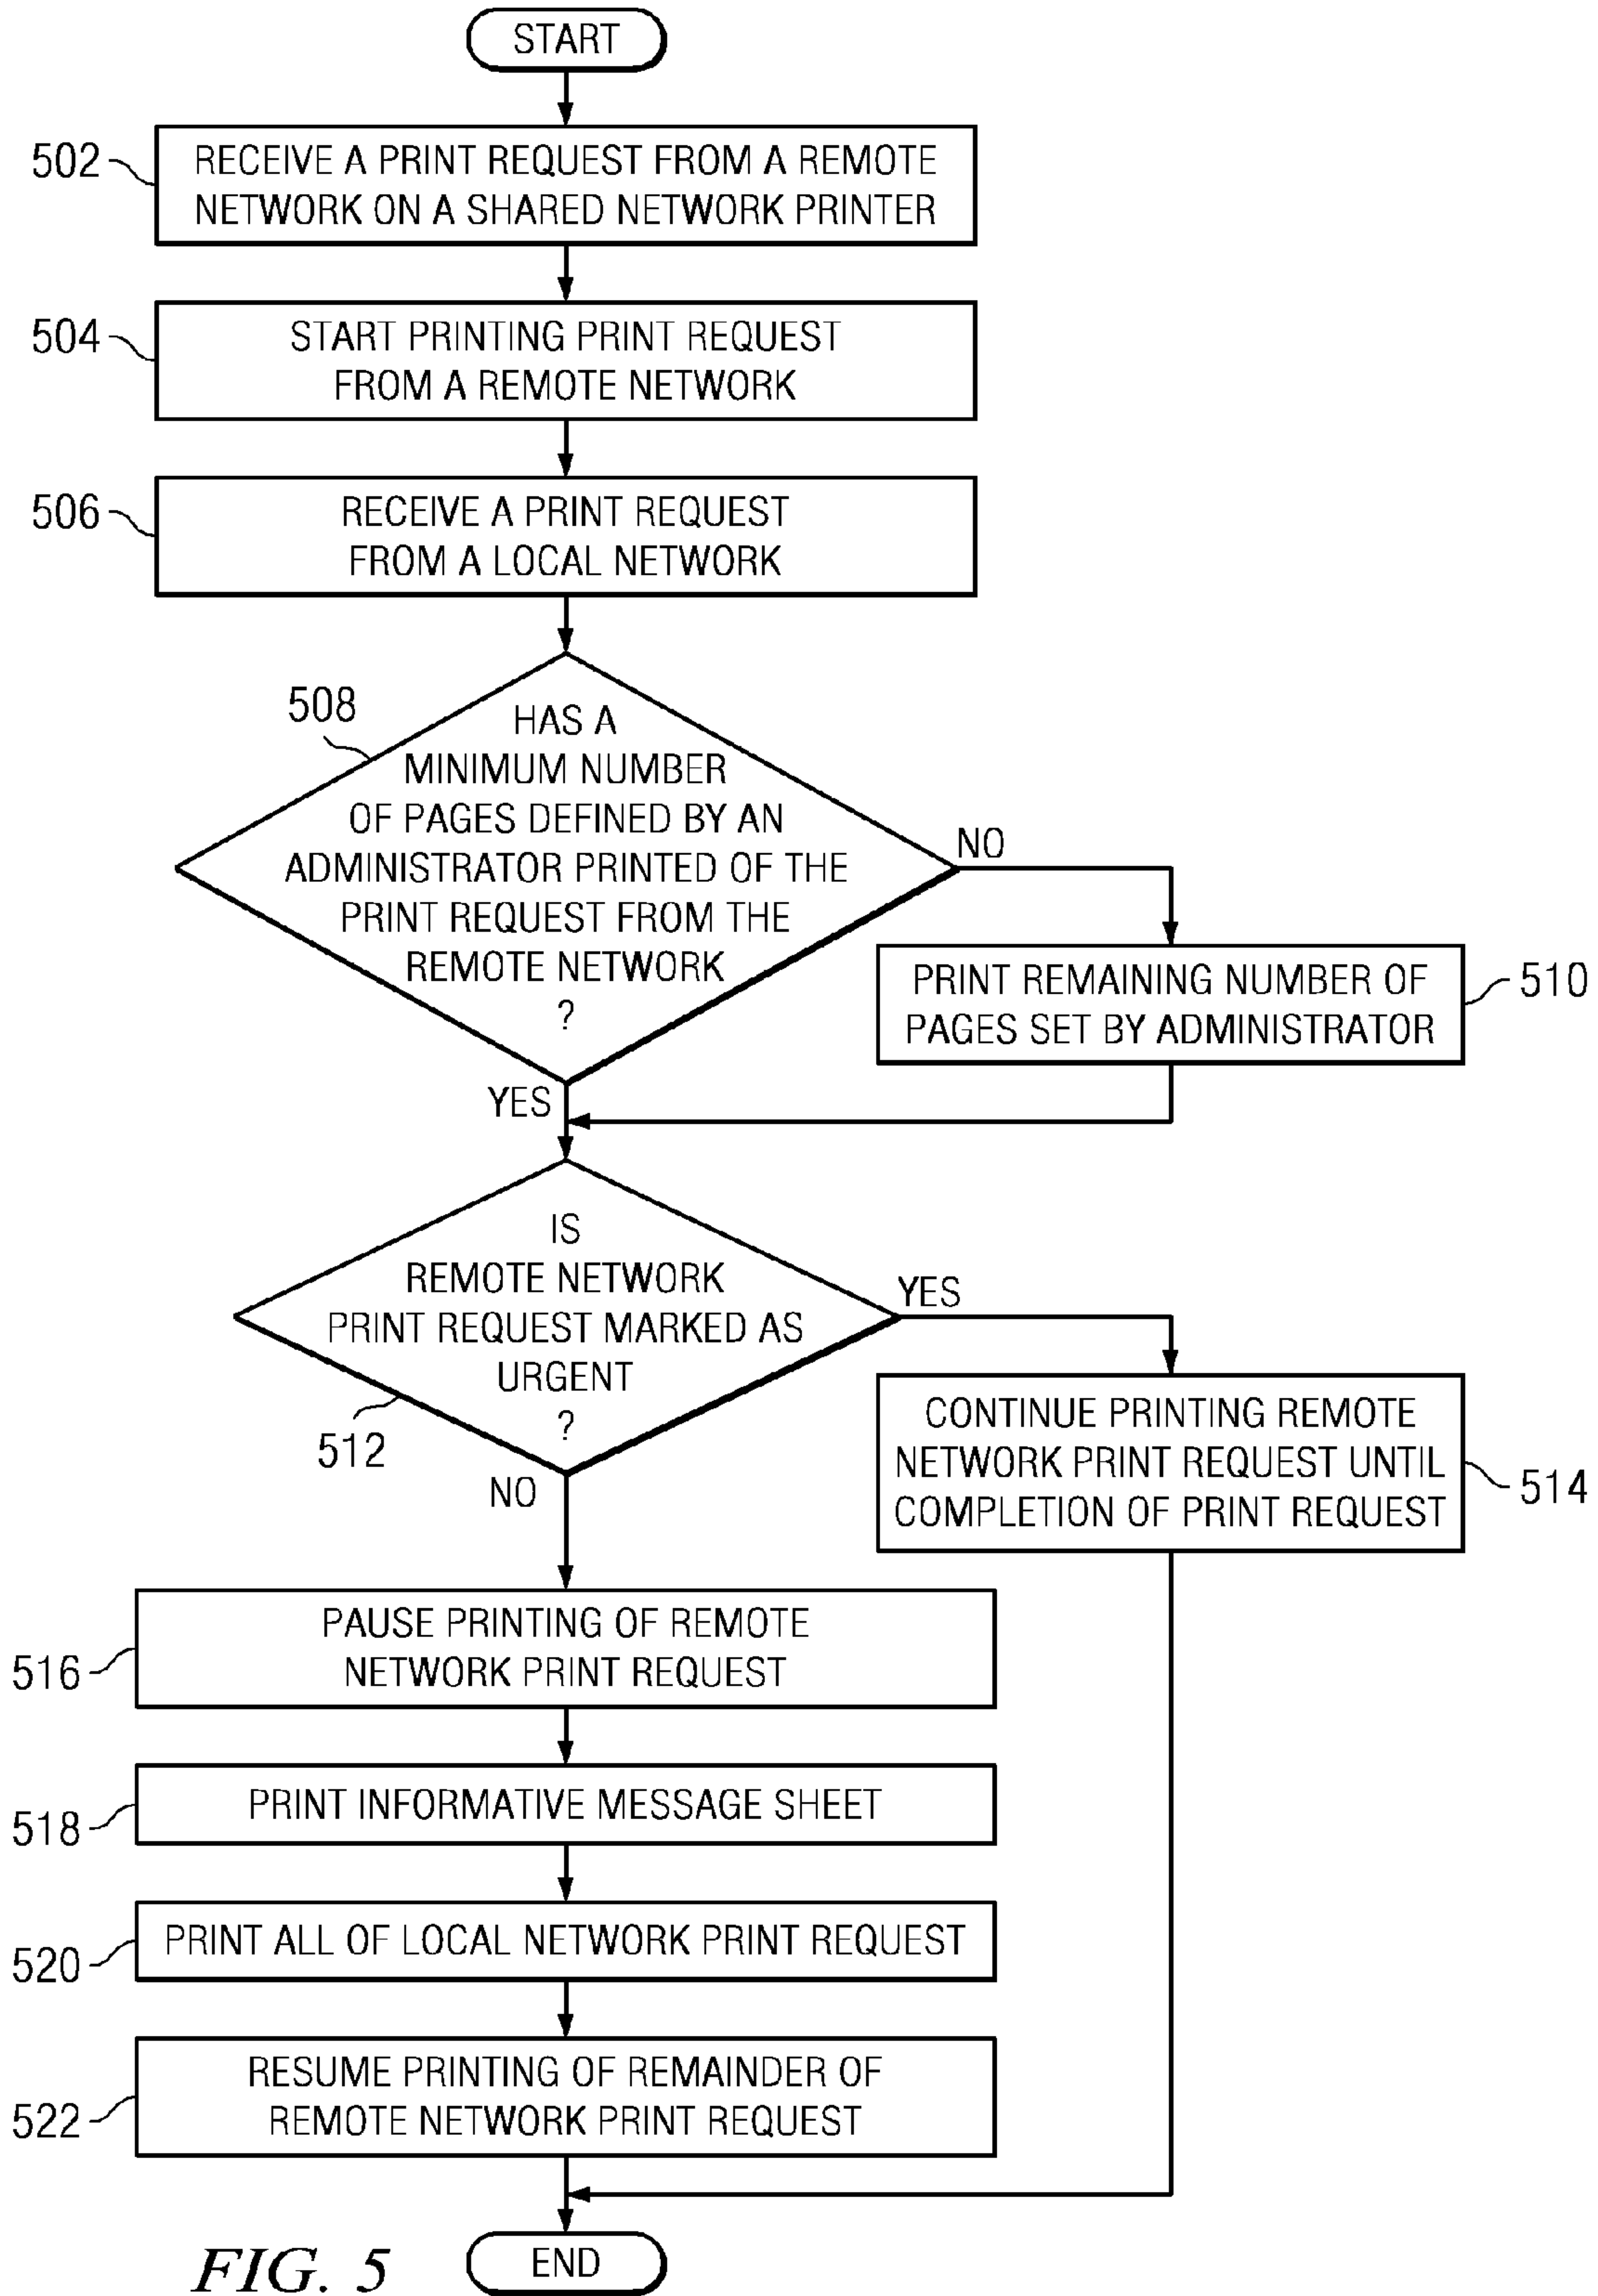 START
502
RECEIVE A PRINT REQUEST FROM A REMOTE
NETWORK ON A SHARED NETWORK PRINTER
504
START PRINTING PRINT REQUEST
FROM A REMOTE NETWORK
506
RECEIVE A PRINT REQUEST
FROM A LOCAL NETWORK
508
HAS A
MINIMUM NUMBER
OF PAGES DEFINED BY AN
ADMINISTRATOR PRINTED OF THE
PRINT REQUEST FROM THE
REMOTE NETWORK
?
NO
PRINT REMAINING NUMBER OF
PAGES SET BY ADMINISTRATOR
510
YES
IS
REMOTE NETWORK
PRINT REQUEST MARKED AS
URGENT
?
512
YES
CONTINUE PRINTING REMOTE
NETWORK PRINT REQUEST UNTIL
COMPLETION OF PRINT REQUEST
514
NO
516
PAUSE PRINTING OF REMOTE
NETWORK PRINT REQUEST
518
PRINT INFORMATIVE MESSAGE SHEET
520
PRINT ALL OF LOCAL NETWORK PRINT REQUEST
522
RESUME PRINTING OF REMAINDER OF
REMOTE NETWORK PRINT REQUEST
END
FIG. 5